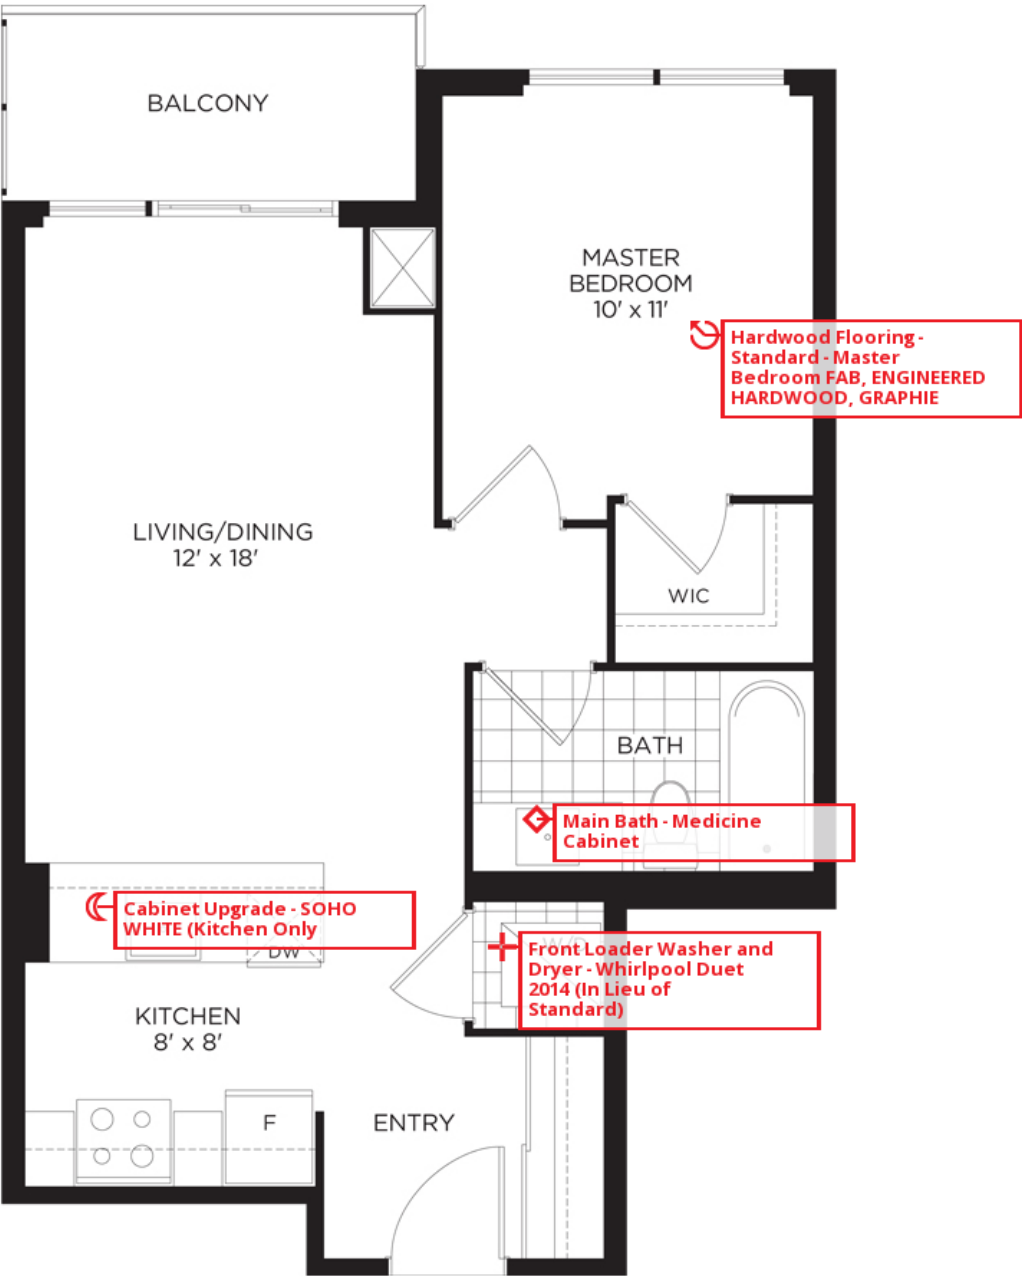 BALCONY
MASTER
BEDROOM
10' x 11'
Hardwood Flooring -
Standard - Master
Bedroom FAB, ENGINEERED
HARDWOOD, GRAPHIE
LIVING/DINING
12' x 18'
WIC
BATH
Main Bath - Medicine
Cabinet
Cabinet Upgrade - SOHO
WHITE (Kitchen Only
DW
W/D
Front Loader Washer and
Dryer - Whirlpool Duet
2014 (In Lieu of
Standard)
KITCHEN
8' x 8'
F
ENTRY